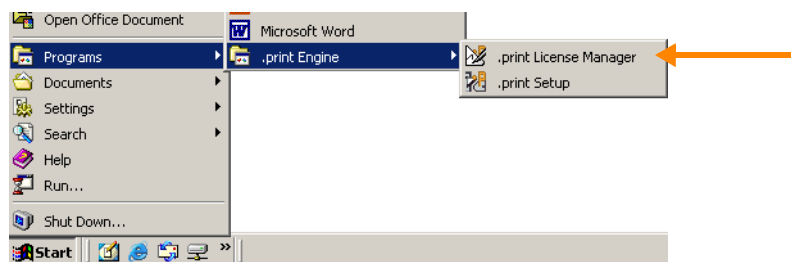 Open Office Document
Microsoft Word
Programs
.print Engine
.print License Manager
Documents
.print Setup
Settings
Search
Help
Run...
Shut Down...
Start
»